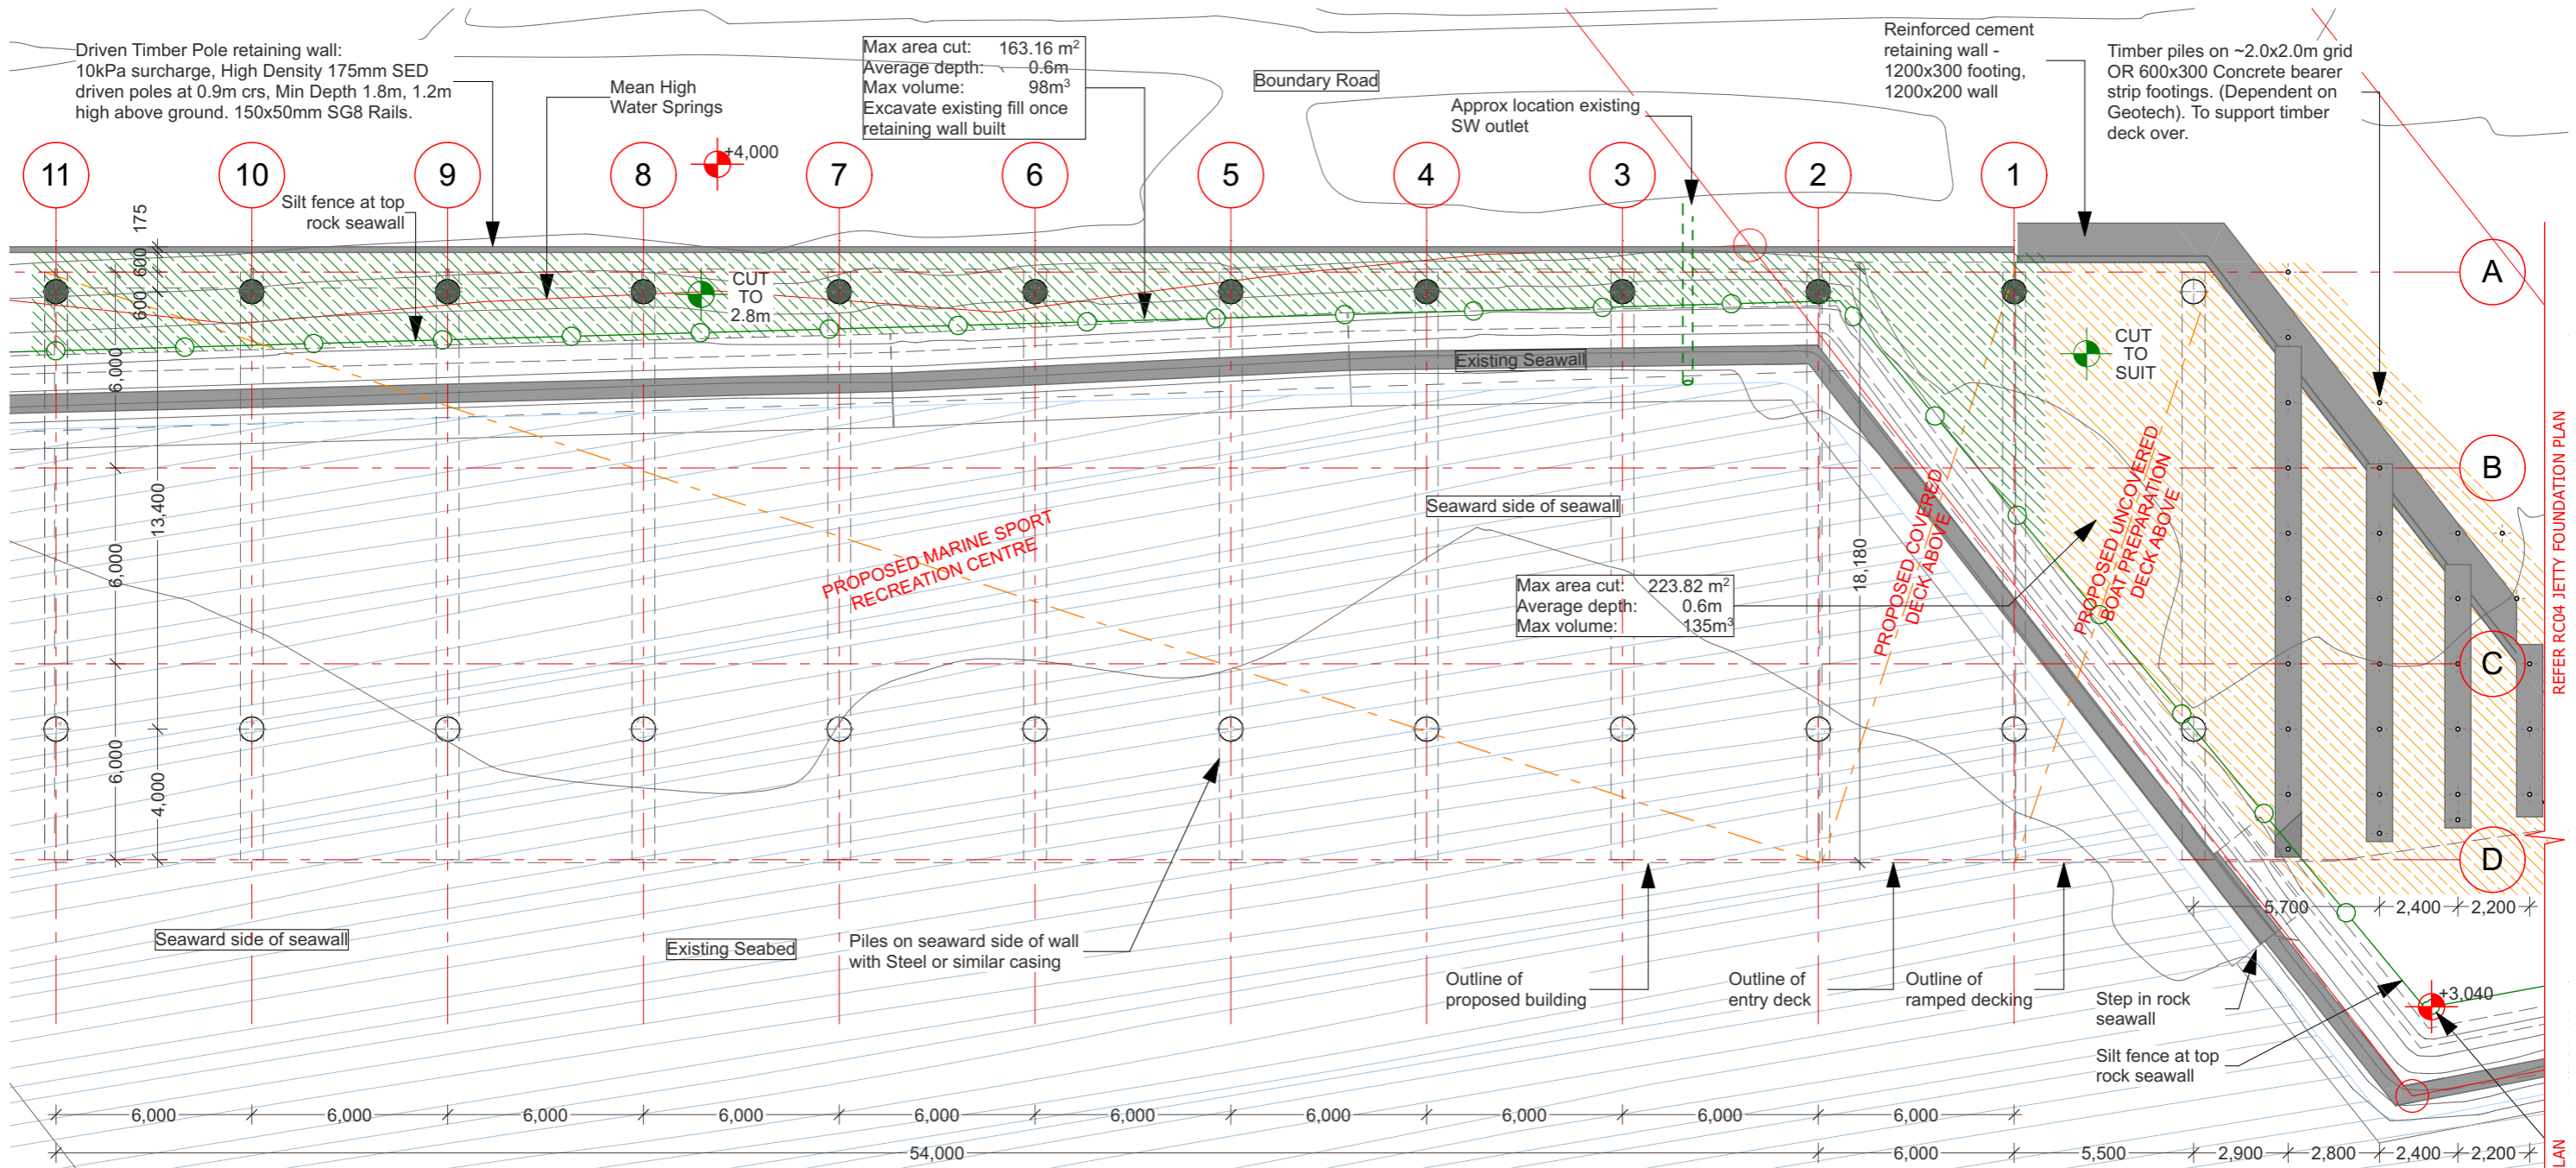 Driven Timber Pole retaining wall:
10kPa surcharge, High Density 175mm SED
driven poles at 0.9m crs, Min Depth 1.8m, 1.2m
high above ground. 150x50mm SG8 Rails.
Mean High
Water Springs
+4,000
Max area cut: 163.16 m²
Average depth: 0.6m
Max volume: 98m³
Excavate existing fill once
retaining wall built
Boundary Road
Approx location existing
SW outlet
Reinforced cement
retaining wall -
1200x300 footing,
1200x200 wall
Timber piles on ~2.0x2.0m grid
OR 600x300 Concrete bearer
strip footings. (Dependent on
Geotech). To support timber
deck over.
11
10
9
8
7
6
5
4
3
2
1
Silt fence at top
rock seawall
175
600
600
6,000
13,400
6,000
6,000
4,000
CUT
TO
2.8m
Existing Seawall
CUT
TO
SUIT
A
B
C
D
Seaward side of seawall
PROPOSED MARINE SPORT
RECREATION CENTRE
Max area cut: 223.82 m²
Average depth: 0.6m
Max volume: 135m³
18,180
PROPOSED COVERED
DECK ABOVE
PROPOSED UNCOVERED
BOAT PREPARATION
DECK ABOVE
REFER RC04 JETTY FOUNDATION PLAN
5,700
2,400
2,200
Seaward side of seawall
Existing Seabed
Piles on seaward side of wall
with Steel or similar casing
Outline of
proposed building
Outline of
entry deck
Outline of
ramped decking
Step in rock
seawall
+3,040
Silt fence at top
rock seawall
6,000
6,000
6,000
6,000
6,000
6,000
6,000
6,000
6,000
6,000
54,000
6,000
5,500
2,900
2,800
2,400
2,200
LAN